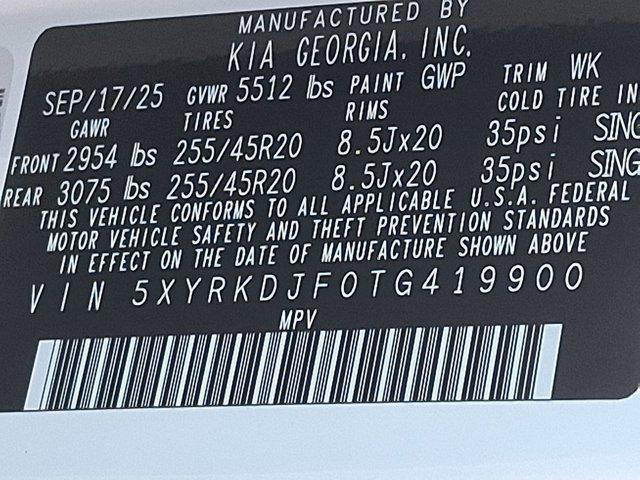 MANUFACTURED BY
KIA GEORGIA, INC.
SEP/17/25 GVWR 5512 lbs PAINT GWP TRIM WK
GAWR TIRES RIMS COLD TIRE IN
FRONT 2954 lbs 255/45R20 8.5Jx20 35psi SING
REAR 3075 lbs 255/45R20 8.5Jx20 35psi SING
THIS VEHICLE CONFORMS TO ALL APPLICABLE U.S.A. FEDERAL
MOTOR VEHICLE SAFETY AND THEFT PREVENTION STANDARDS
IN EFFECT ON THE DATE OF MANUFACTURE SHOWN ABOVE
VIN 5XYRKDJF0TG419900
MPV